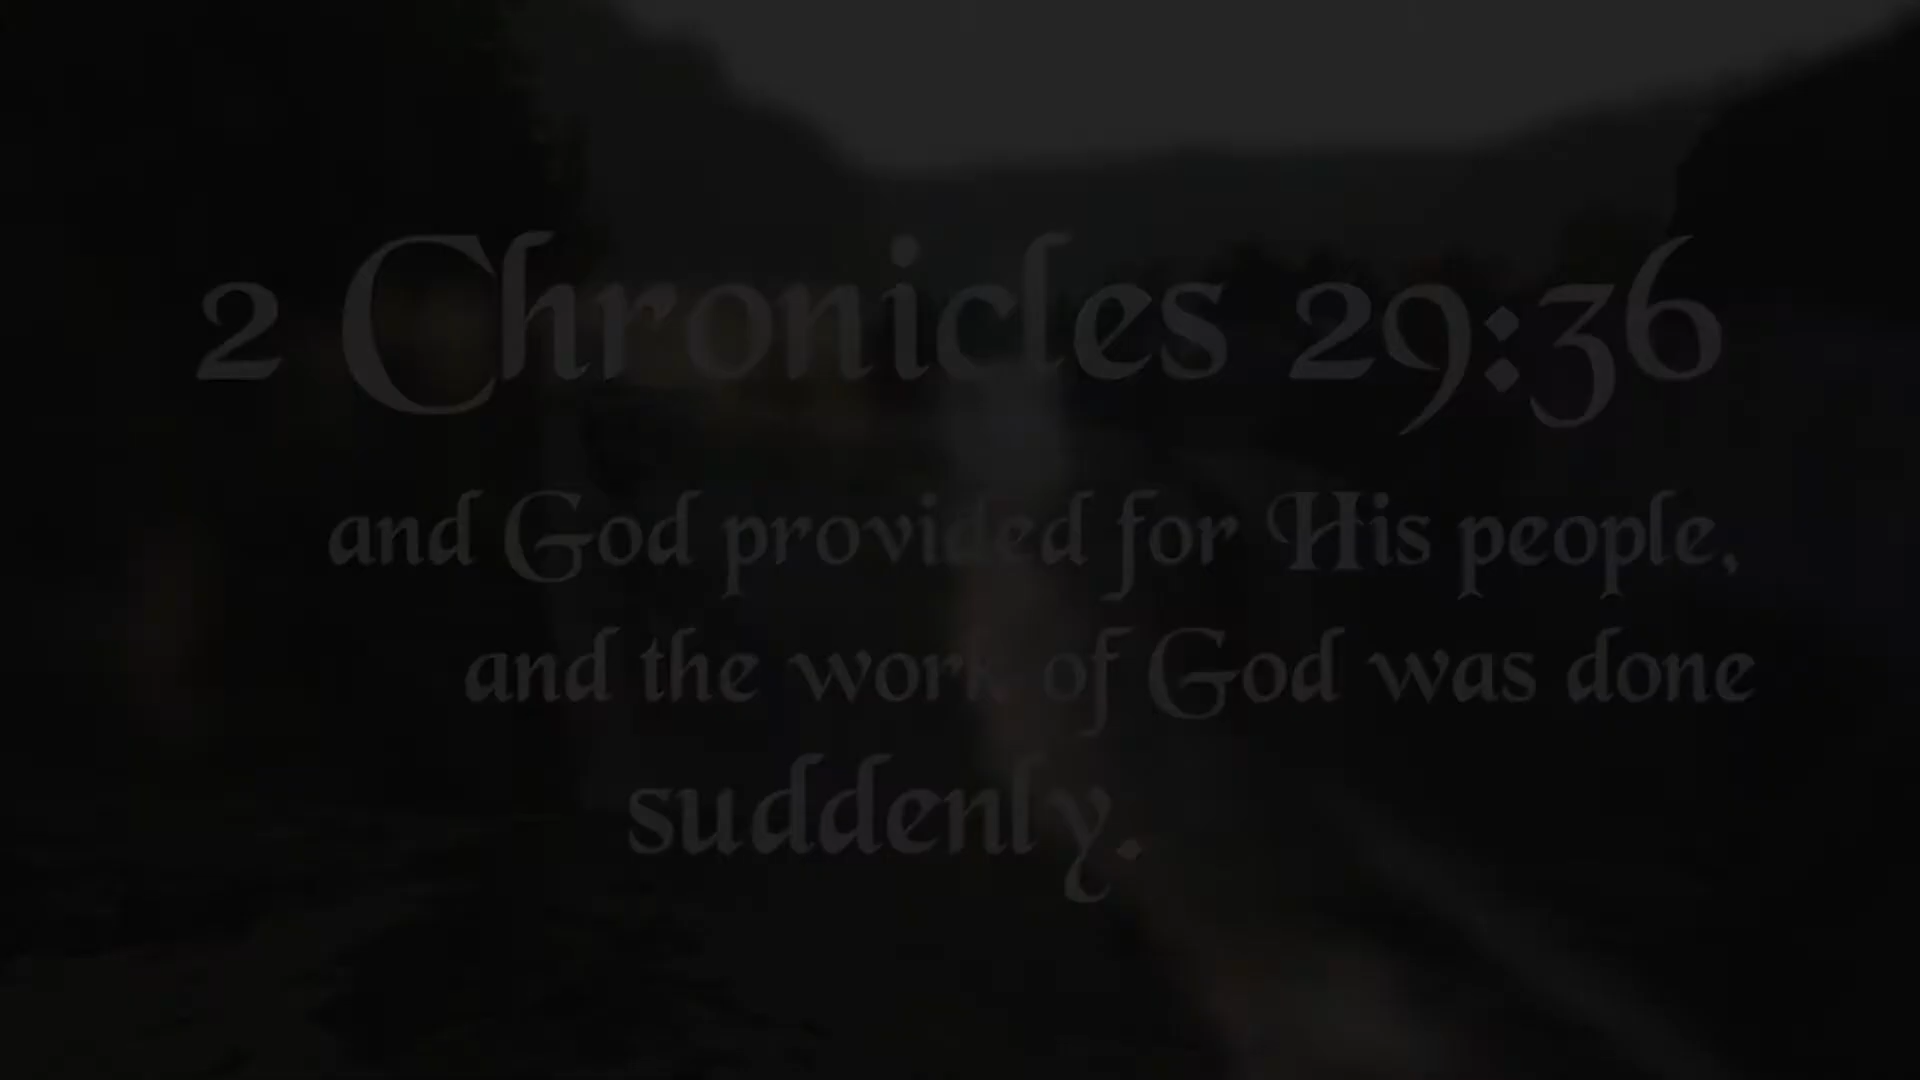 2 Chronicles 29:36
and God provided for His people,
and the work of God was done
suddenly.